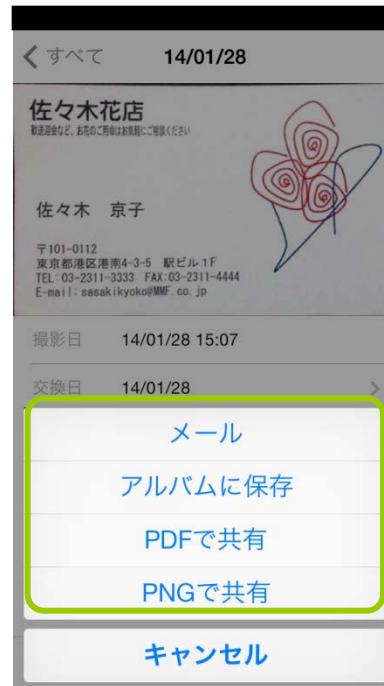 すべて 14/01/28
佐々木花店
歓送迎会など、お花のご用命はお気軽にご相談ください
佐々木 京子
〒101-0112
東京都港区港南4-3-5 駅ビル1F
TEL:03-2311-3333 FAX:03-2311-4444
E-mail:sasakikyoko@MMF.co.jp
撮影日 14/01/28 15:07
交換日 14/01/28
メール
アルバムに保存
PDFで共有
PNGで共有
キャンセル